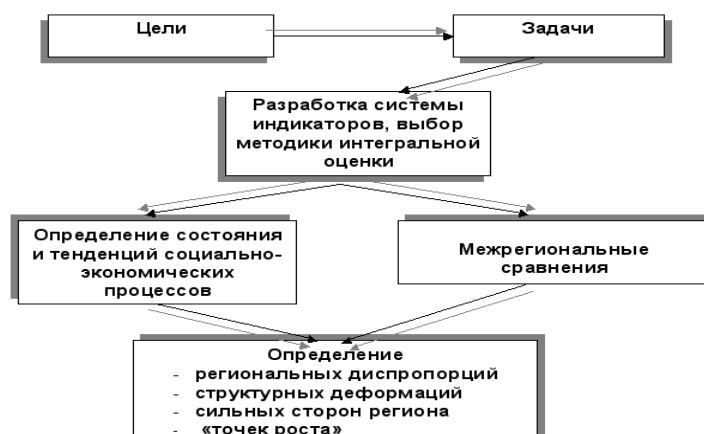 Цели
Задачи
Разработка системы
индикаторов, выбор
методики интегральной
оценки
Определение состояния
и тенденций социально-
экономических
процессов
Межрегиональные
сравнения
Определение
- региональных диспропорций
- структурных деформаций
- сильных сторон региона
- «точек роста»